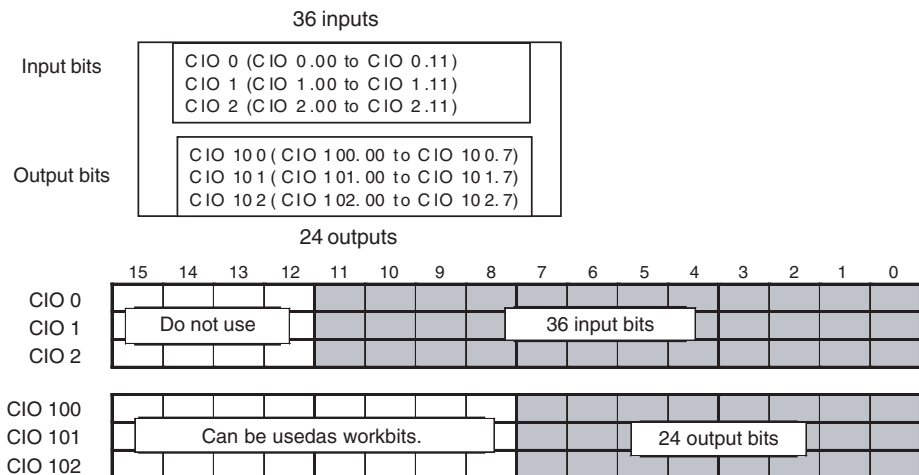 36 inputs
Input bits
CIO 0 (CIO 0.00 to CIO 0.11)
CIO 1 (CIO 1.00 to CIO 1.11)
CIO 2 (CIO 2.00 to CIO 2.11)
Output bits
CIO 100 (CIO 100.00 to CIO 100.7)
CIO 101 (CIO 101.00 to CIO 101.7)
CIO 102 (CIO 102.00 to CIO 102.7)
24 outputs
15 14 13 12 11 10 9 8 7 6 5 4 3 2 1 0
CIO 0
CIO 1 Do not use 36 input bits
CIO 2
CIO 100
CIO 101 Can be usedas workbits. 24 output bits
CIO 102